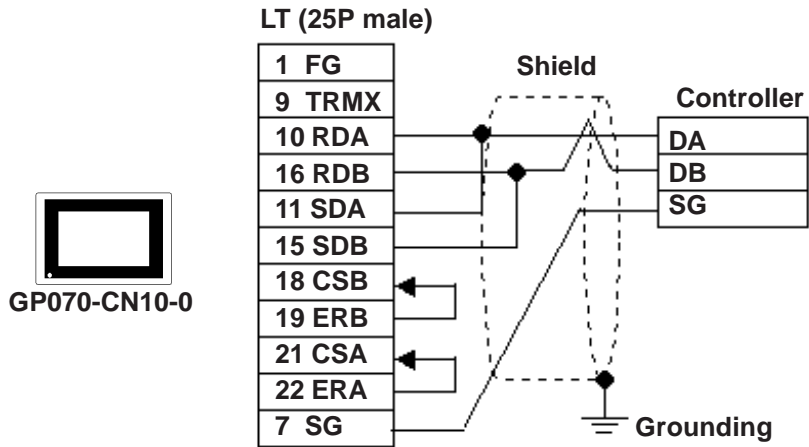 LT (25P male)
1 FG
9 TRMX
10 RDA
16 RDB
11 SDA
15 SDB
18 CSB
19 ERB
21 CSA
22 ERA
7 SG
Shield
Controller
DA
DB
SG
GP070-CN10-0
Grounding